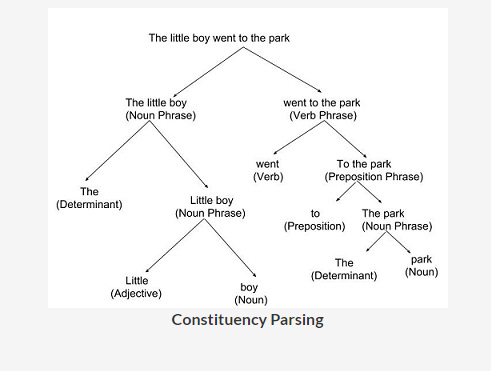 The little boy went to the park
The little boy
(Noun Phrase)
went to the park
(Verb Phrase)
The
(Determinant)
Little boy
(Noun Phrase)
went
(Verb)
To the park
(Preposition Phrase)
to
(Preposition)
The park
(Noun Phrase)
Little
(Adjective)
boy
(Noun)
The
(Determinant)
park
(Noun)
Constituency Parsing